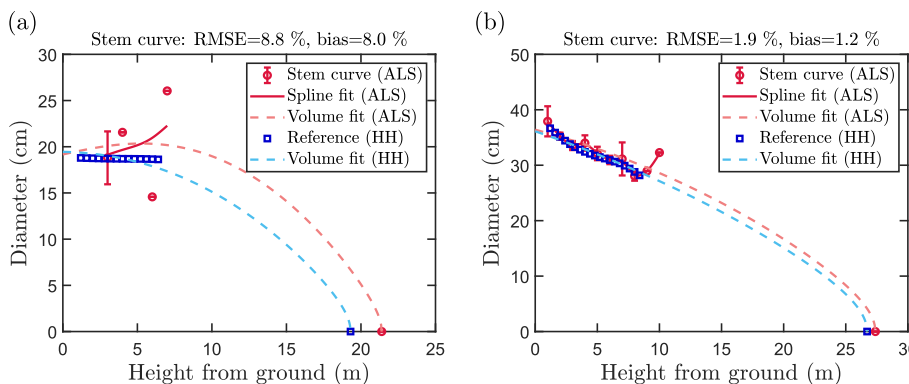 (a)
Stem curve: RMSE=8.8 %, bias=8.0 %
30
25
20
15
10
5
0
Diameter (cm)
Stem curve (ALS)
Spline fit (ALS)
Volume fit (ALS)
Reference (HH)
Volume fit (HH)
0 5 10 15 20 25
Height from ground (m)
(b)
Stem curve: RMSE=1.9 %, bias=1.2 %
50
40
30
20
10
0
Diameter (cm)
Stem curve (ALS)
Spline fit (ALS)
Volume fit (ALS)
Reference (HH)
Volume fit (HH)
0 5 10 15 20 25 30
Height from ground (m)